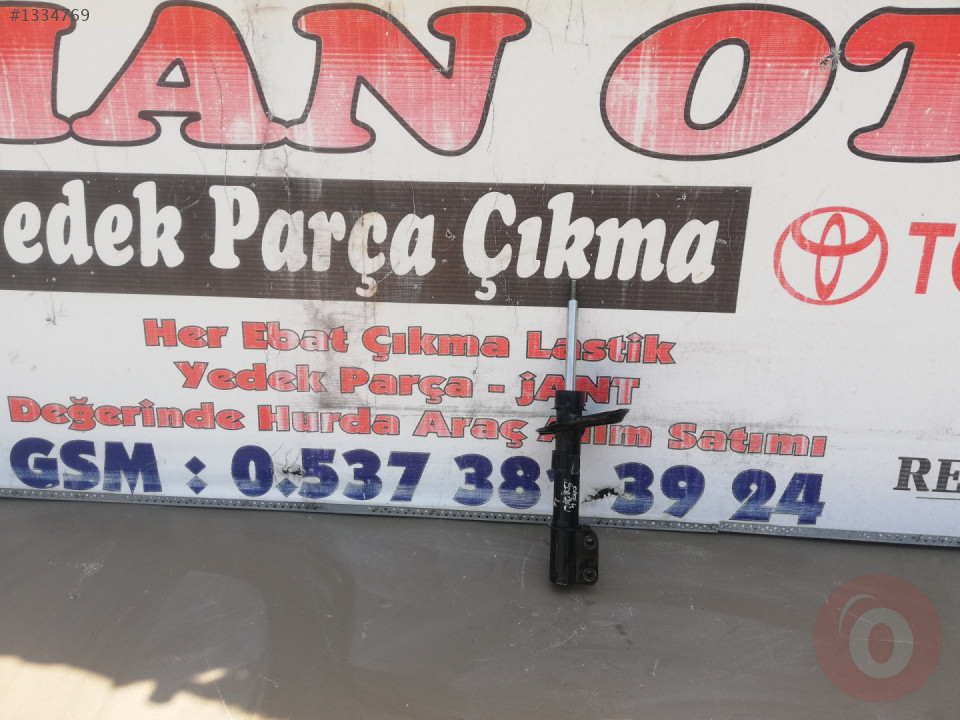 #1334769
MAN OT
edek Parça Çıkma
TO
Her Ebat Çıkma Lastik
Yedek Parça - jANT
Değerinde Hurda Araç Alım Satımı
GSM : 0.537 38 39 24
RE